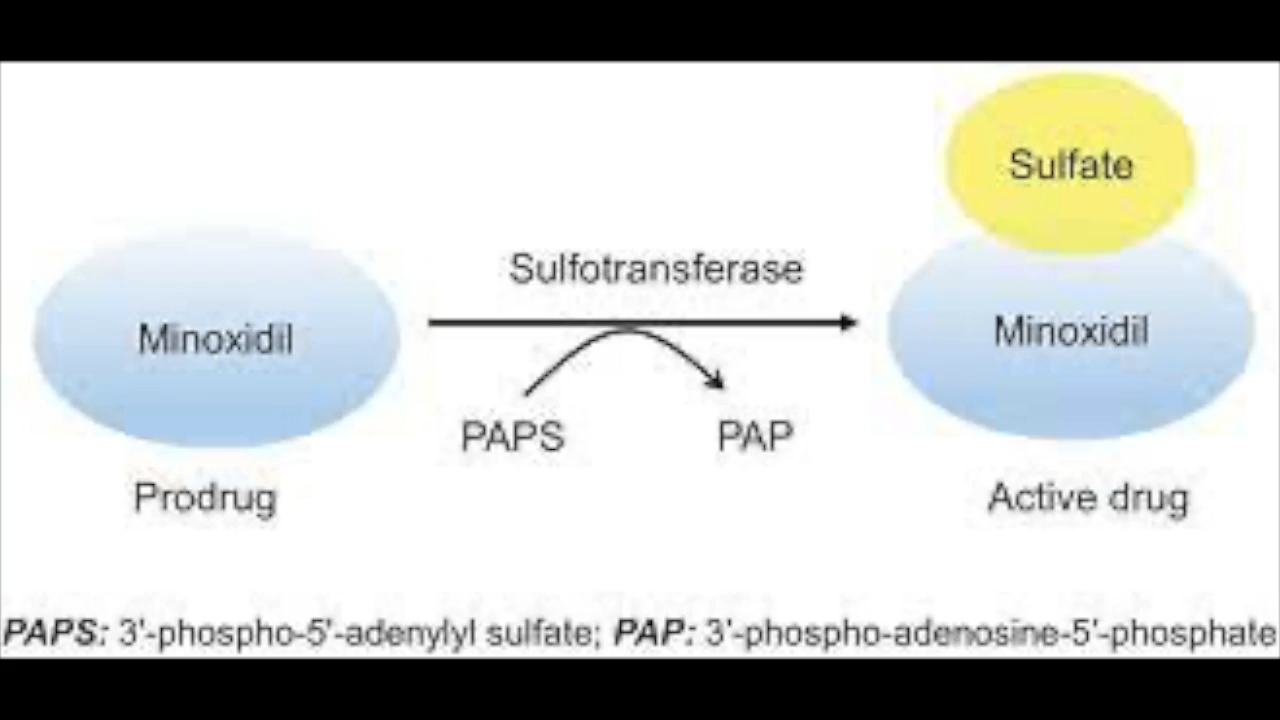 Sulfate
Sulfotransferase
Minoxidil
Minoxidil
PAPS
PAP
Prodrug
Active drug
PAPS: 3'-phospho-5'-adenylyl sulfate; PAP: 3'-phospho-adenosine-5'-phosphate